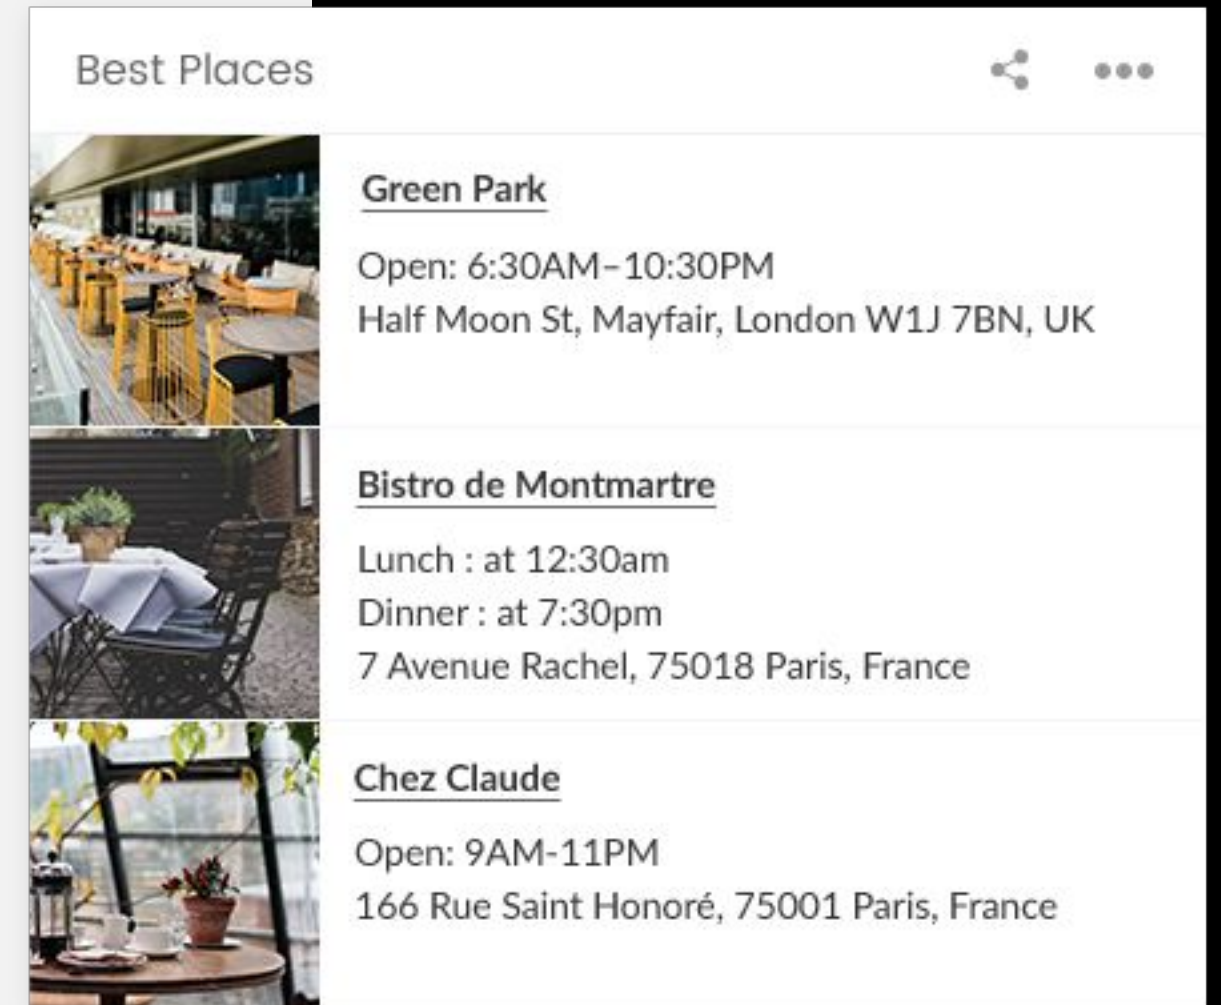 Best Places
Green Park
Open: 6:30AM–10:30PM
Half Moon St, Mayfair, London W1J 7BN, UK
Bistro de Montmartre
Lunch : at 12:30am
Dinner : at 7:30pm
7 Avenue Rachel, 75018 Paris, France
Chez Claude
Open: 9AM-11PM
166 Rue Saint Honoré, 75001 Paris, France